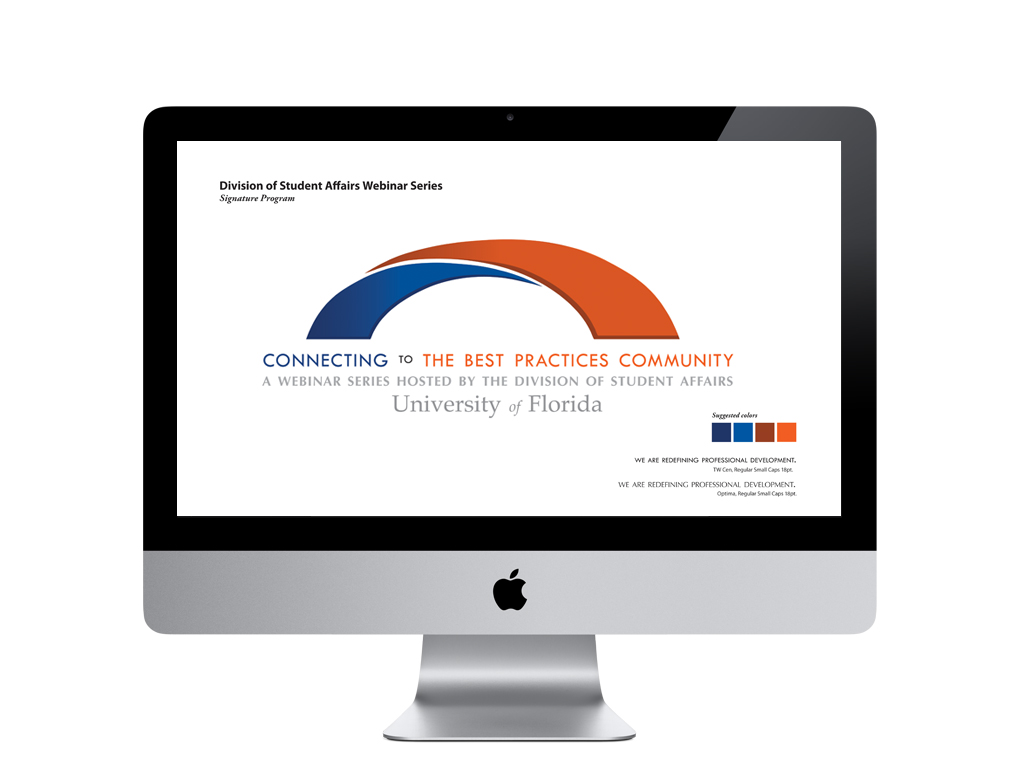 Division of Student Affairs Webinar Series
Signature Program
CONNECTING TO THE BEST PRACTICES COMMUNITY
A WEBINAR SERIES HOSTED BY THE DIVISION OF STUDENT AFFAIRS
University of Florida
Suggested colors
WE ARE REDEFINING PROFESSIONAL DEVELOPMENT.
TW Cen, Regular Small Caps 18pt.
WE ARE REDEFINING PROFESSIONAL DEVELOPMENT.
Optima, Regular Small Caps 18pt.